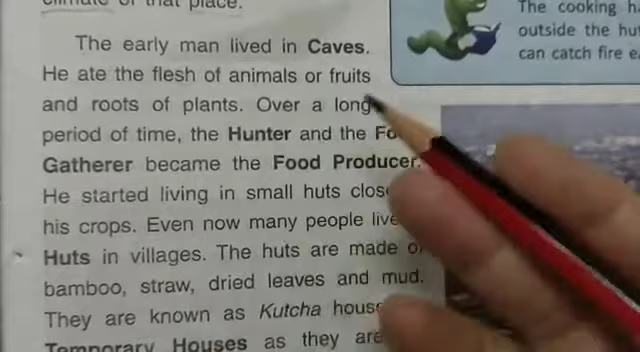 climate of that place.
The early man lived in Caves.
He ate the flesh of animals or fruits
and roots of plants. Over a long
period of time, the Hunter and the
Gatherer became the Food Producer.
He started living in small huts
his crops. Even now many people live
Huts in villages. The huts are made
bamboo, straw, dried leaves and mud.
They are known as Kutcha
Temporary Houses as they are
The cooking
outside the
can catch fire